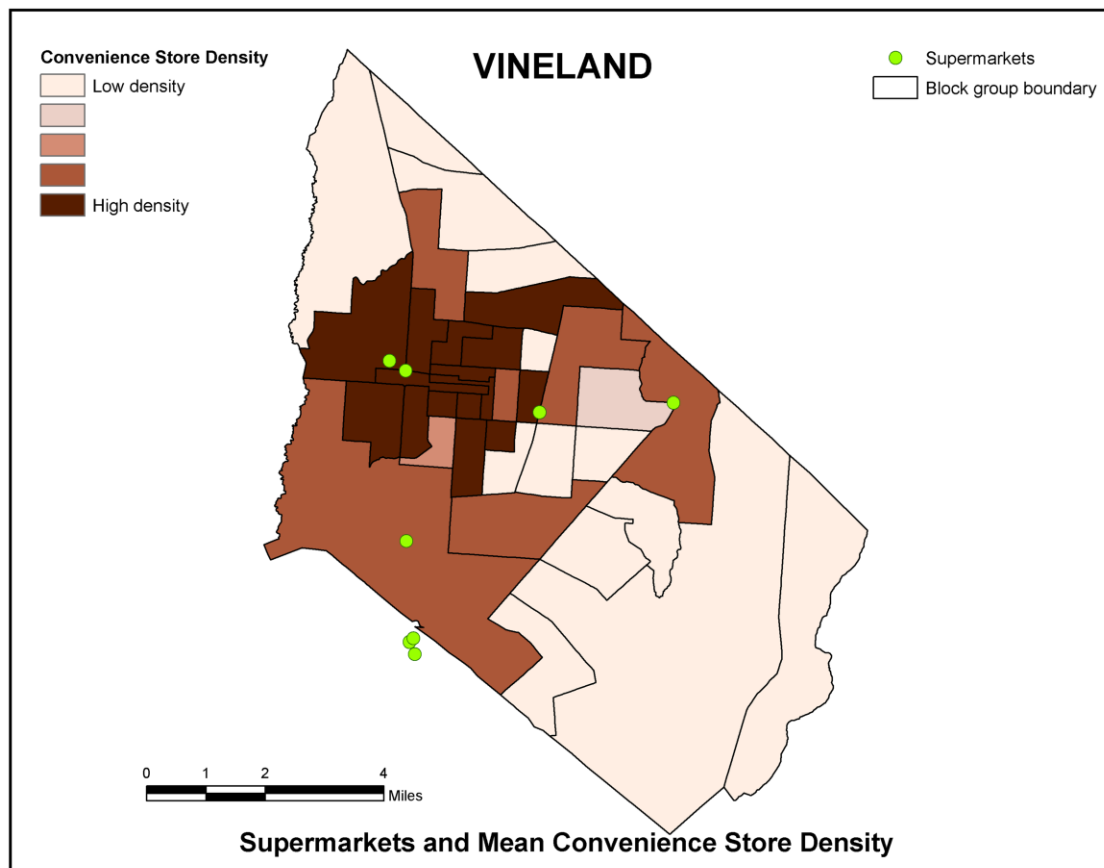 VINELAND
Convenience Store Density
Low density
High density
Supermarkets
Block group boundary
0 1 2 4
Miles
Supermarkets and Mean Convenience Store Density